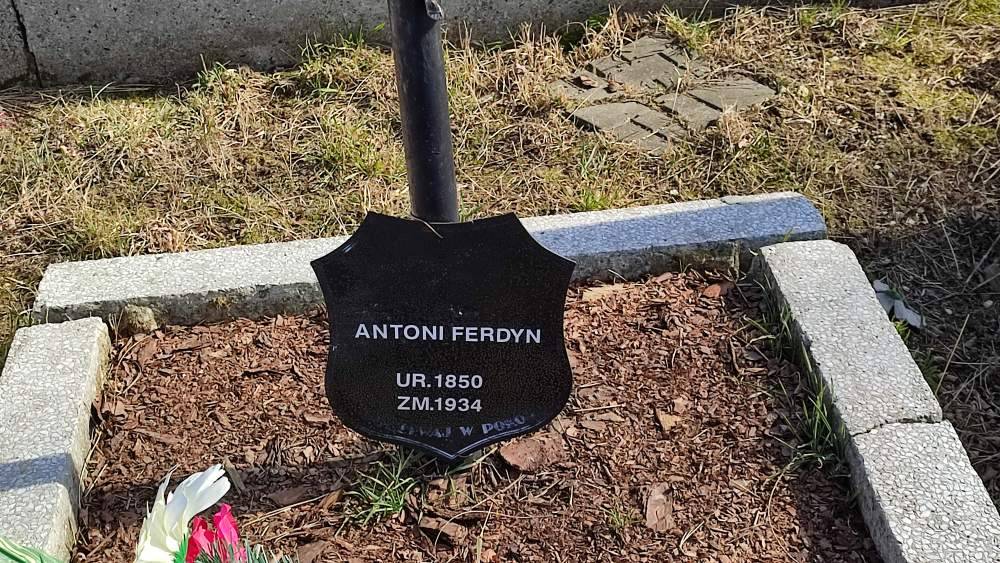 ANTONI FERDYN
UR.1850
ZM.1934
W